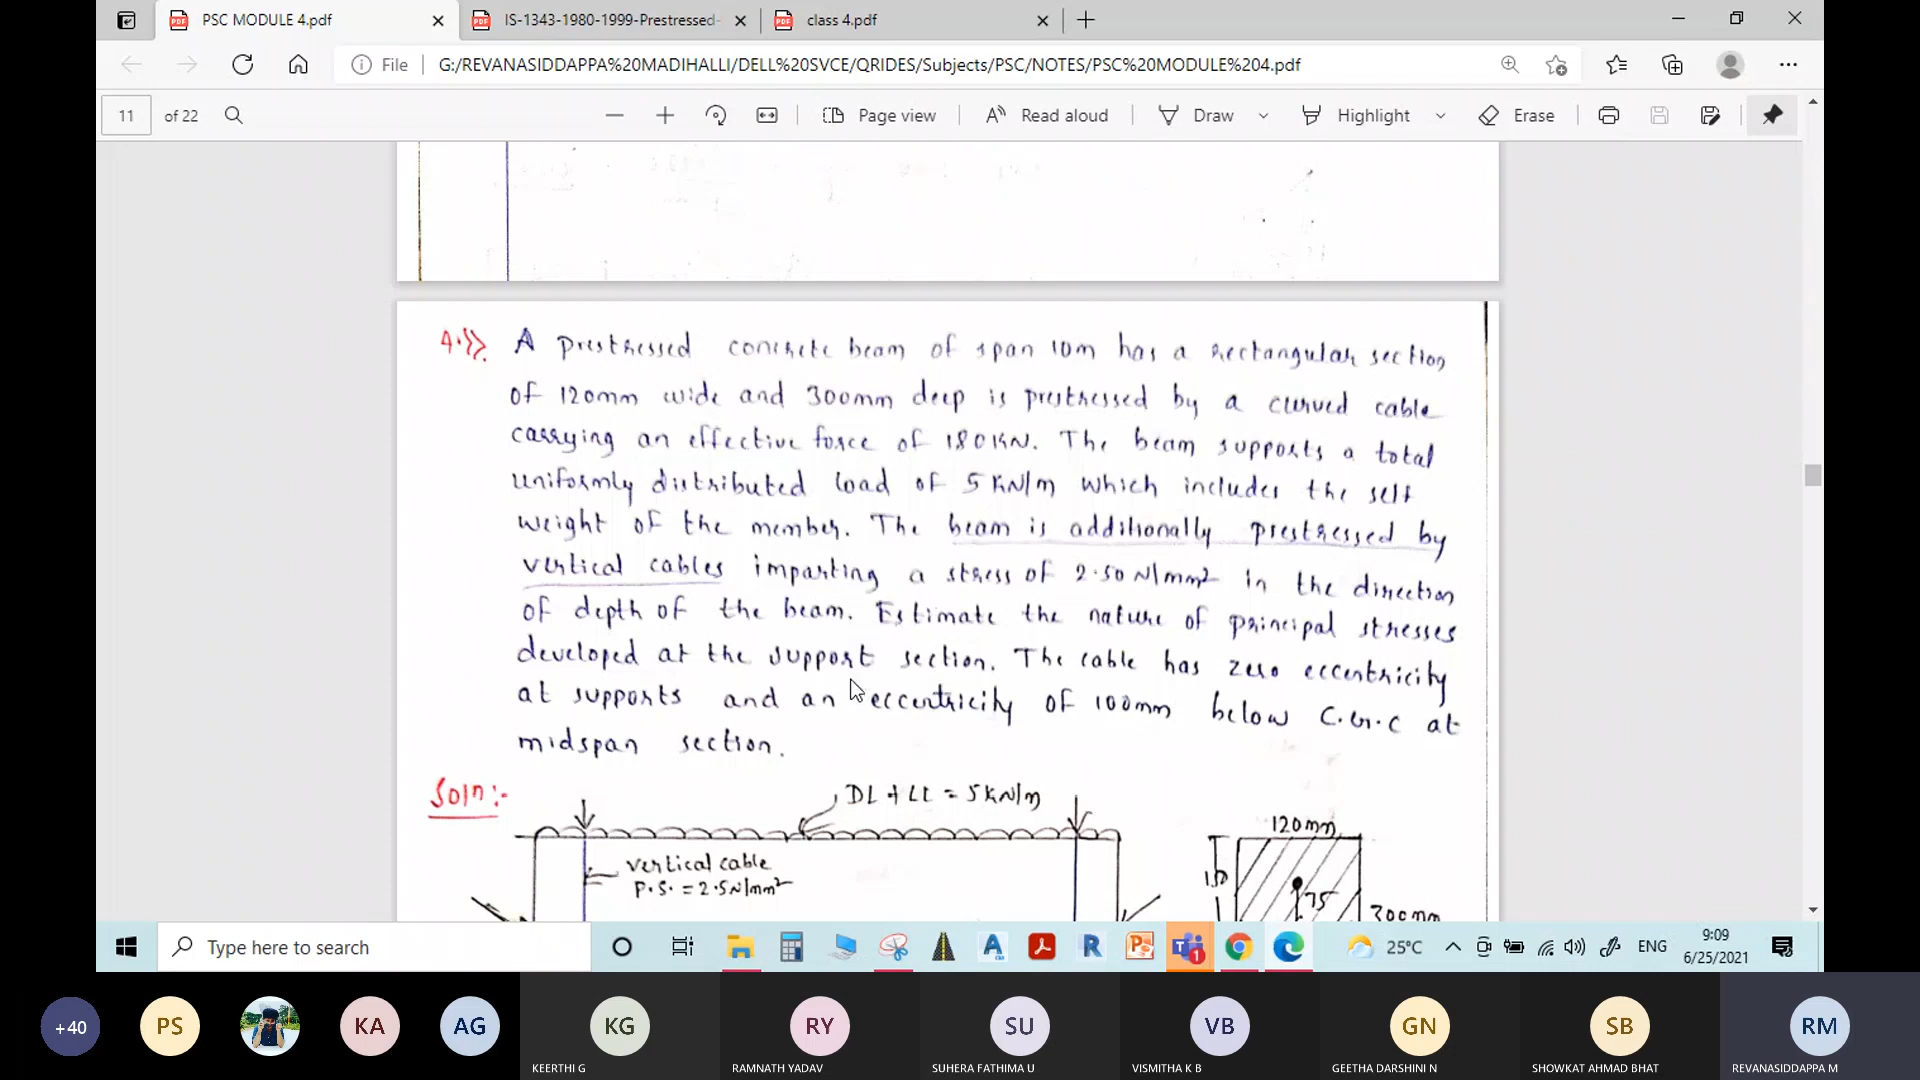 PSC MODULE 4.pdf
IS-1343-1980-1999-Prestressed-
class 4.pdf
File
G:/REVANASIDDAPPA%20MADIHALLI/DELL%20SVCE/QRIDES/Subjects/PSC/NOTES/PSC%20MODULE%204.pdf
11 of 22
Page view
Read aloud
Draw
Highlight
Erase
4.>> A prestressed concrete beam of span 10m has a rectangular section
of 120mm wide and 300mm deep is prestressed by a curved cable
carrying an effective force of 180KN. The beam supports a total
uniformly distributed load of 5KN/m which includes the self
weight of the member. The beam is additionally prestressed by
vertical cables imparting a stress of 2.50 N/mm² in the direction
of depth of the beam. Estimate the nature of principal stresses
developed at the support section. The cable has zero eccentricity
at supports and an eccentricity of 100mm below C.G.C at
midspan section.
Soln:-
DL + LL = 5KN/m
120mm
vertical cable
P.S. = 2.5N/mm²
150
75
300mm
Type here to search
1
25°C
ENG
9:09
6/25/2021
+40
PS
KA
AG
KG
RY
SU
VB
GN
SB
RM
KEERTHI G
RAMNATH YADAV
SUHERA FATHIMA U
VISMITHA K B
GEETHA DARSHINI N
SHOWKAT AHMAD BHAT
REVANASIDDAPPA M